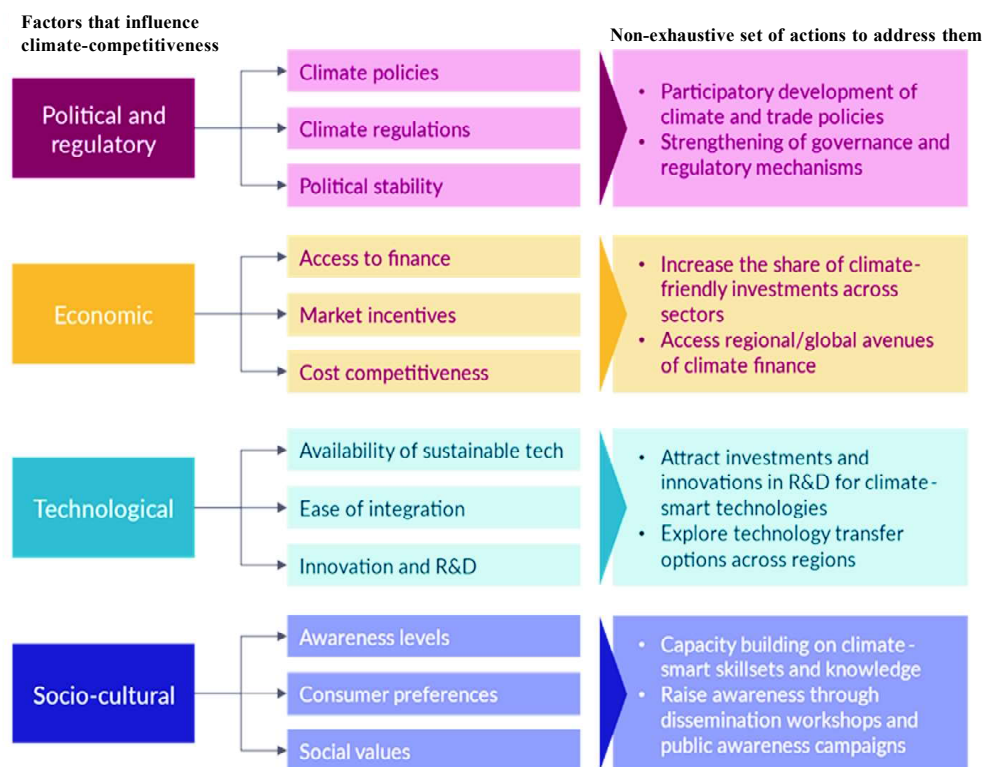 Factors that influence
climate-competitiveness
Non-exhaustive set of actions to address them
Political and
regulatory
Climate policies
Climate regulations
Political stability
• Participatory development of
climate and trade policies
• Strengthening of governance and
regulatory mechanisms
Economic
Access to finance
Market incentives
Cost competitiveness
• Increase the share of climate-
friendly investments across
sectors
• Access regional/global avenues
of climate finance
Technological
Availability of sustainable tech
Ease of integration
Innovation and R&D
• Attract investments and
innovations in R&D for climate-
smart technologies
• Explore technology transfer
options across regions
Socio-cultural
Awareness levels
Consumer preferences
Social values
• Capacity building on climate-
smart skillsets and knowledge
• Raise awareness through
dissemination workshops and
public awareness campaigns